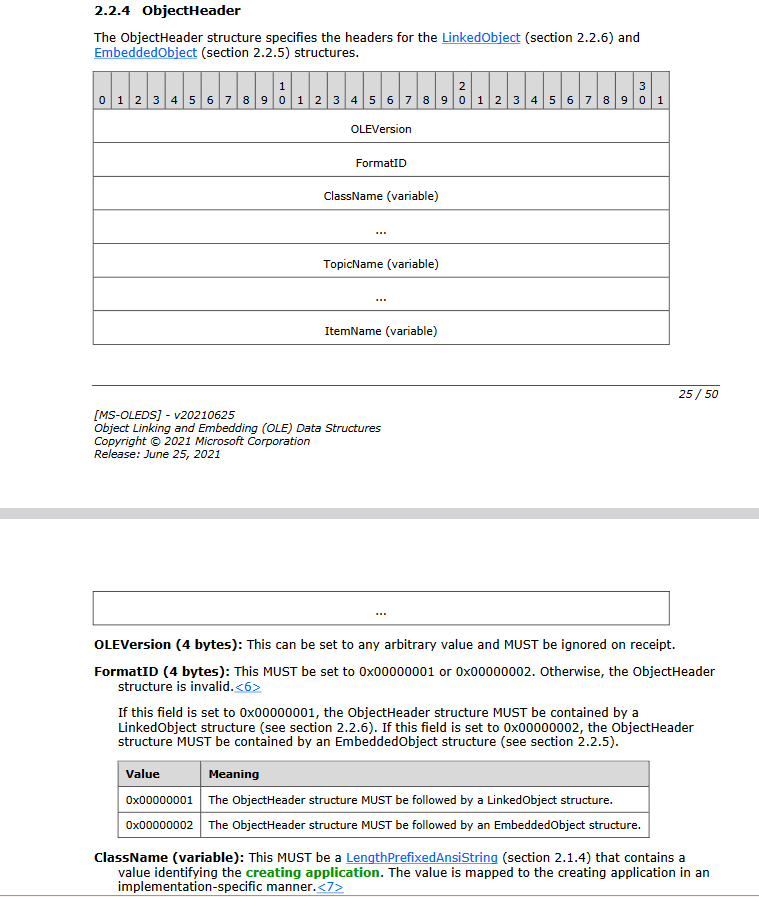 2.2.4 ObjectHeader
The ObjectHeader structure specifies the headers for the LinkedObject (section 2.2.6) and
EmbeddedObject (section 2.2.5) structures.
1 2 3
0 1 2 3 4 5 6 7 8 9 0 1 2 3 4 5 6 7 8 9 0 1 2 3 4 5 6 7 8 9 0 1
OLEVersion
FormatID
ClassName (variable)
...
TopicName (variable)
...
ItemName (variable)
25 / 50
[MS-OLEDS] - v20210625
Object Linking and Embedding (OLE) Data Structures
Copyright © 2021 Microsoft Corporation
Release: June 25, 2021
...
OLEVersion (4 bytes): This can be set to any arbitrary value and MUST be ignored on receipt.
FormatID (4 bytes): This MUST be set to 0x00000001 or 0x00000002. Otherwise, the ObjectHeader
structure is invalid.<6>
If this field is set to 0x00000001, the ObjectHeader structure MUST be contained by a
LinkedObject structure (see section 2.2.6). If this field is set to 0x00000002, the ObjectHeader
structure MUST be contained by an EmbeddedObject structure (see section 2.2.5).
Value Meaning
0x00000001 The ObjectHeader structure MUST be followed by a LinkedObject structure.
0x00000002 The ObjectHeader structure MUST be followed by an EmbeddedObject structure.
ClassName (variable): This MUST be a LengthPrefixedAnsiString (section 2.1.4) that contains a
value identifying the creating application. The value is mapped to the creating application in an
implementation-specific manner.<7>